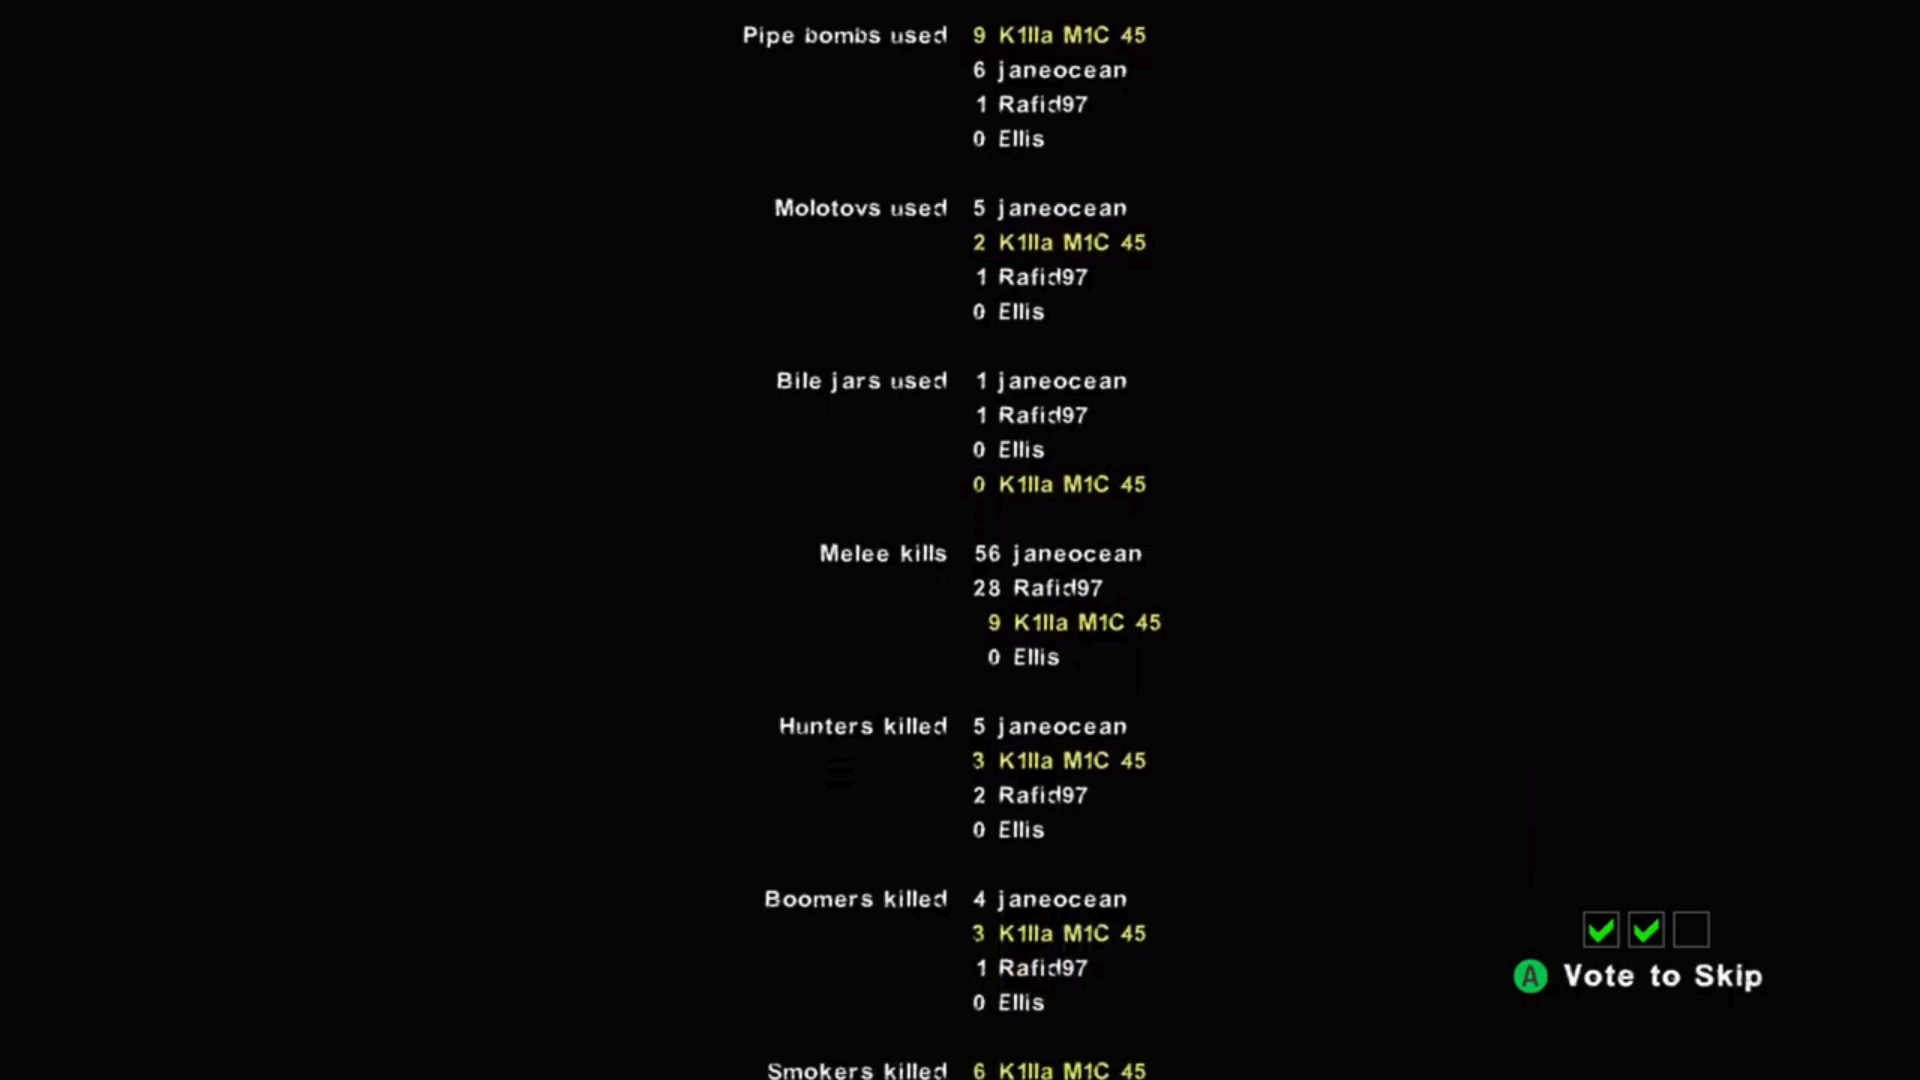 Pipe bombs used 9 K1lla M1C 45
6 janeocean
1 Rafid97
0 Ellis
Molotovs used 5 janeocean
2 K1lla M1C 45
1 Rafid97
0 Ellis
Bile jars used 1 janeocean
1 Rafid97
0 Ellis
0 K1lla M1C 45
Melee kills 56 janeocean
28 Rafid97
9 K1lla M1C 45
0 Ellis
Hunters killed 5 janeocean
3 K1lla M1C 45
2 Rafid97
0 Ellis
Boomers killed 4 janeocean
3 K1lla M1C 45
1 Rafid97
0 Ellis
Smokers killed 6 K1lla M1C 45
A Vote to Skip